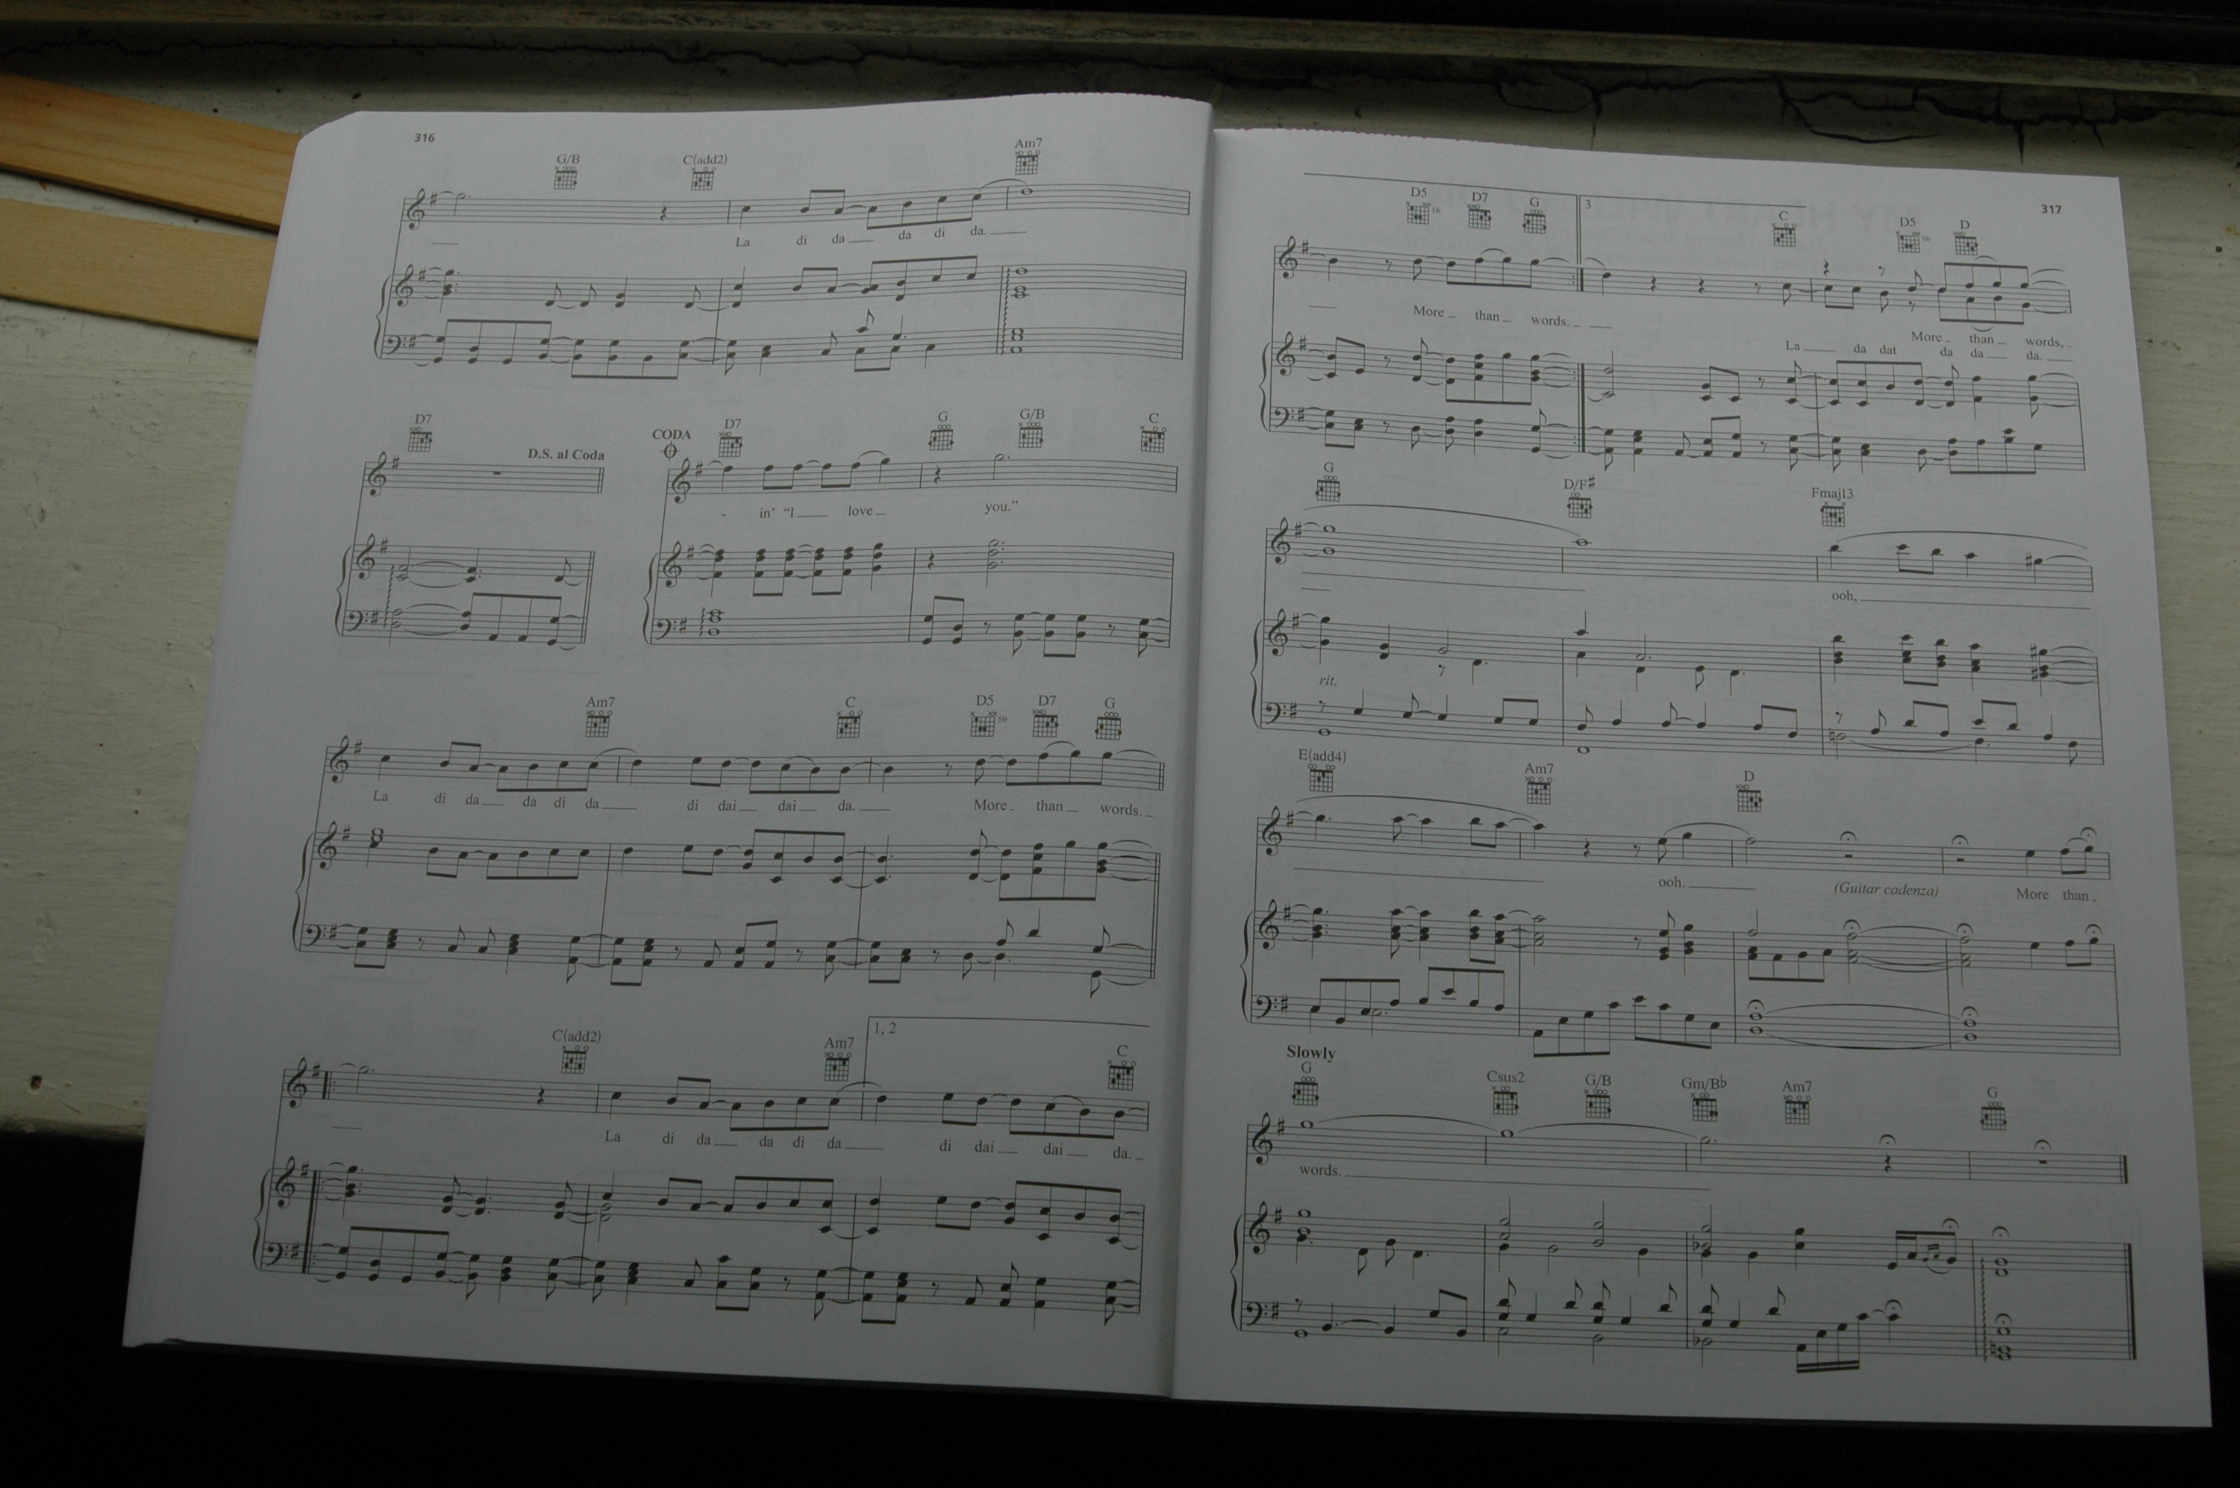 316
G/B C(add2) Am7
La di da da di da.
D7 D7 G G/B C
D.S. al Coda CODA
- in' "I love you."
Am7 C D5 D7 G
5fr
La di da da di da di dai dai da. More than words.
C(add2) Am7 1, 2 C
La di da da di da di dai dai da.
317
D5 D7 G 3 C D5 D
5fr
More than words. More than words,
La da dat da da da.
G D/F♯ Fmaj13
ooh,
rit.
E(add4) Am7 D
ooh. (Guitar cadenza) More than
Slowly
G Csus2 G/B Gm/B♭ Am7 G
words.